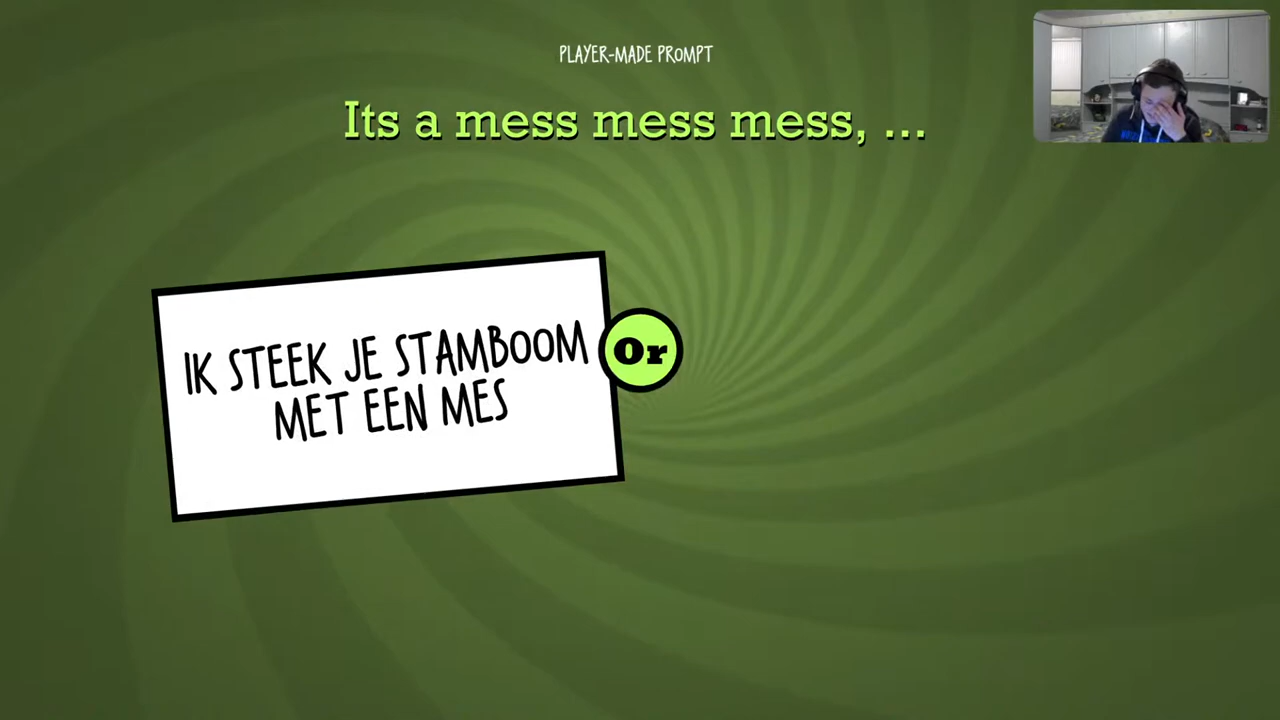 PLAYER-MADE PROMPT
Its a mess mess mess, ...
IK STEEK JE STAMBOOM
MET EEN MES
Or